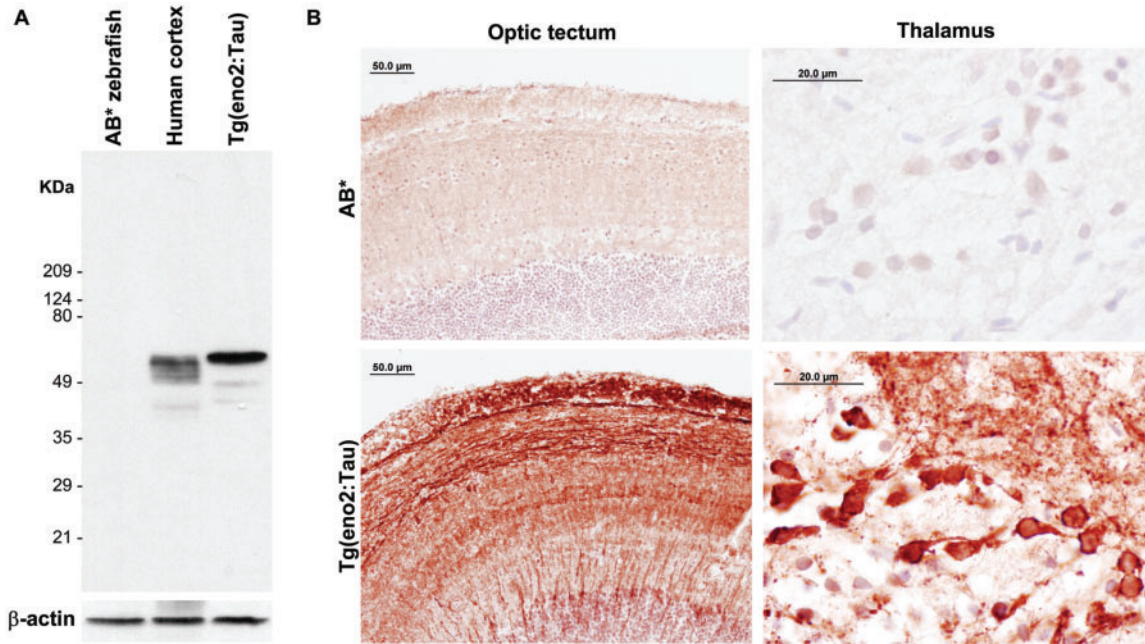 A
AB* zebrafish
Human cortex
Tg(eno2:Tau)
KDa
209 -
124 -
80 -
49 -
35 -
29 -
21 -
β-actin
B
Optic tectum
Thalamus
AB*
50.0 µm
20.0 µm
Tg(eno2:Tau)
50.0 µm
20.0 µm